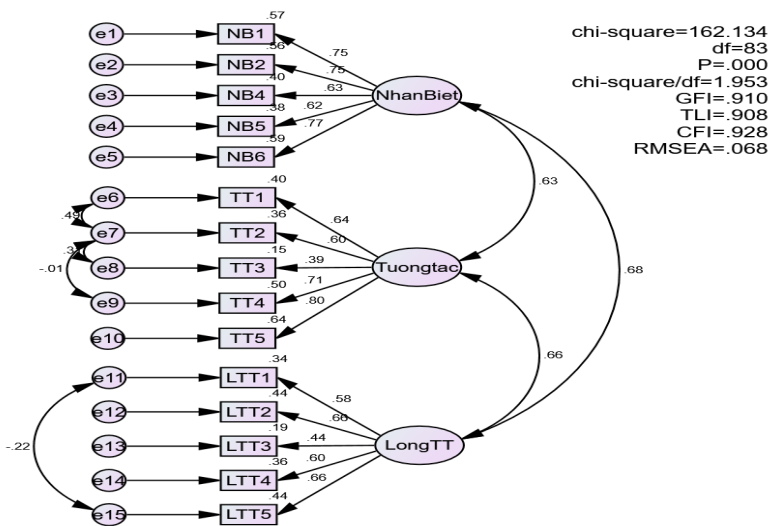 chi-square=162.134
df=83
P=.000
chi-square/df=1.953
GFI=.910
TLI=.908
CFI=.928
RMSEA=.068
.57
e1 NB1 .75
.56
e2 NB2 .75
.40
e3 NB4 .63 NhanBiet
.38
e4 NB5 .62
.59
e5 NB6 .77
.63
.40
e6 TT1 .64
.49
.36
e7 TT2 .60
.15
e8 TT3 .39 Tuongtac
-.01
.68
.50
e9 TT4 .71
.64
e10 TT5 .80
.66
.34
e11 LTT1 .58
.44
e12 LTT2 .66
.19
e13 LTT3 .44 LongTT
-.22
.36
e14 LTT4 .60
.44
e15 LTT5 .66